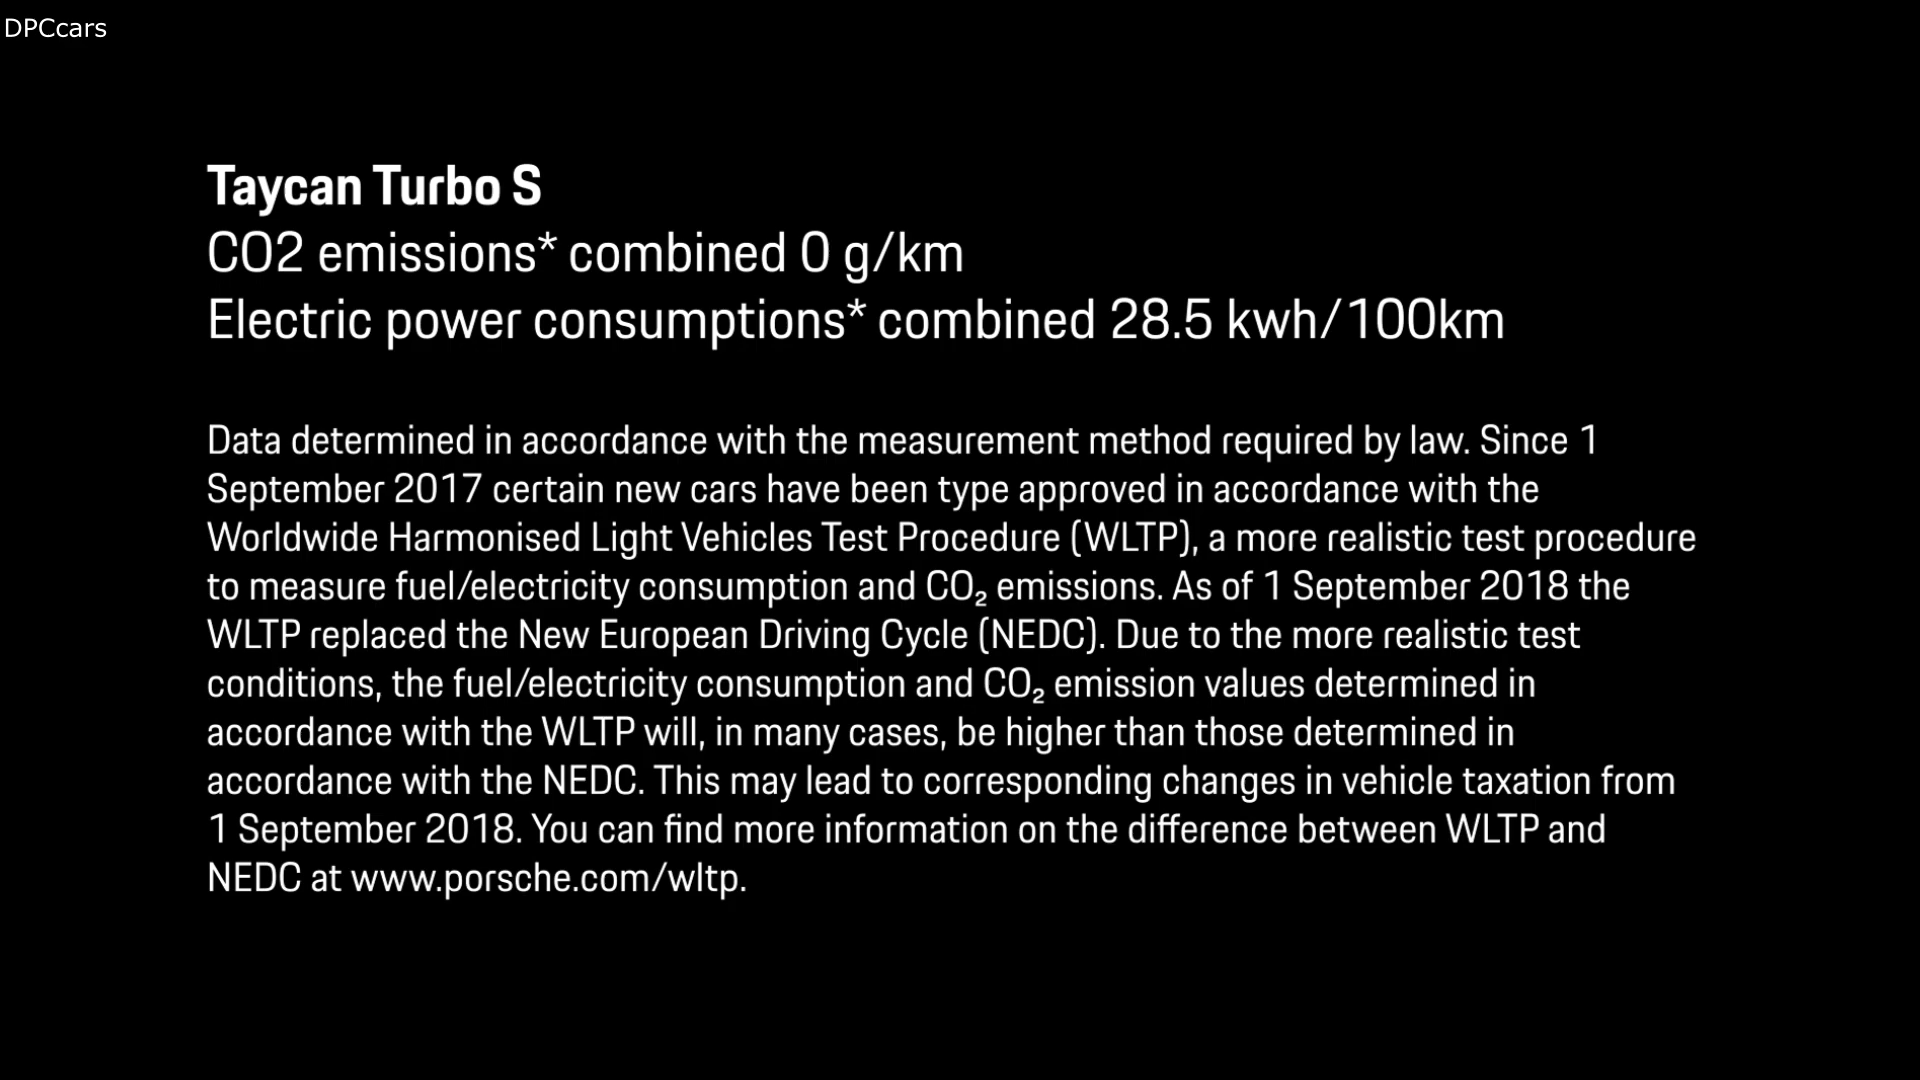 DPCcars
Taycan Turbo S
CO2 emissions* combined 0 g/km
Electric power consumptions* combined 28.5 kwh/100km
Data determined in accordance with the measurement method required by law. Since 1
September 2017 certain new cars have been type approved in accordance with the
Worldwide Harmonised Light Vehicles Test Procedure (WLTP), a more realistic test procedure
to measure fuel/electricity consumption and CO₂ emissions. As of 1 September 2018 the
WLTP replaced the New European Driving Cycle (NEDC). Due to the more realistic test
conditions, the fuel/electricity consumption and CO₂ emission values determined in
accordance with the WLTP will, in many cases, be higher than those determined in
accordance with the NEDC. This may lead to corresponding changes in vehicle taxation from
1 September 2018. You can find more information on the difference between WLTP and
NEDC at www.porsche.com/wltp.